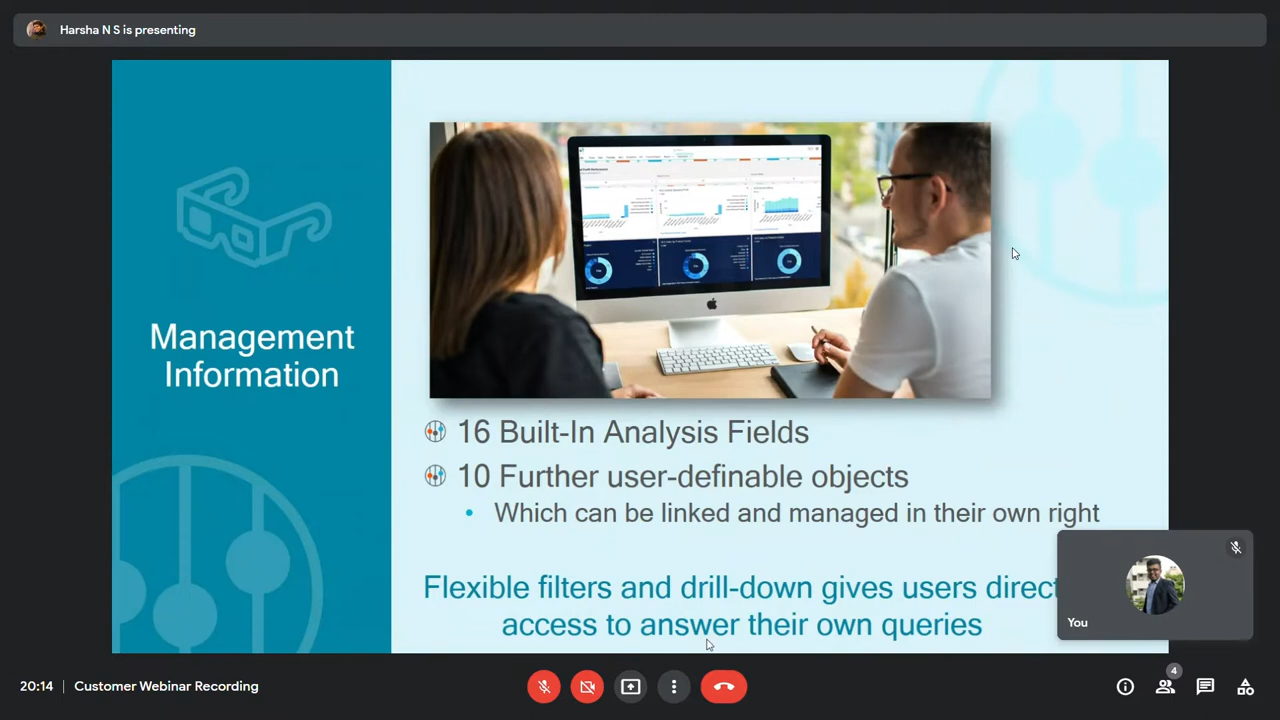 Harsha N S is presenting
Management
Information
16 Built-In Analysis Fields
10 Further user-definable objects
• Which can be linked and managed in their own right
Flexible filters and drill-down gives users direct
access to answer their own queries
You
20:14 | Customer Webinar Recording
4